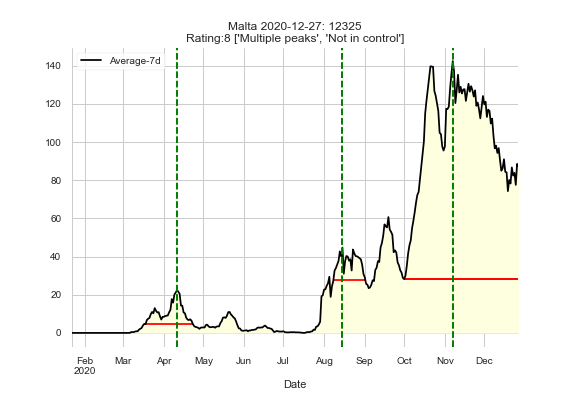 Malta 2020-12-27: 12325
Rating:8 ['Multiple peaks', 'Not in control']
Average-7d
140
120
100
80
60
40
20
0
Feb Mar Apr May Jun Jul Aug Sep Oct Nov Dec
2020
Date